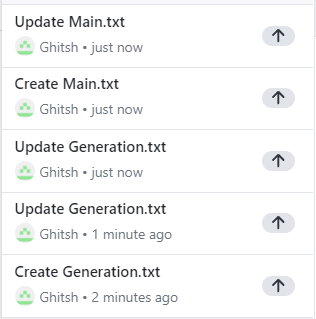 Update Main.txt
Ghitsh • just now
Create Main.txt
Ghitsh • just now
Update Generation.txt
Ghitsh • just now
Update Generation.txt
Ghitsh • 1 minute ago
Create Generation.txt
Ghitsh • 2 minutes ago